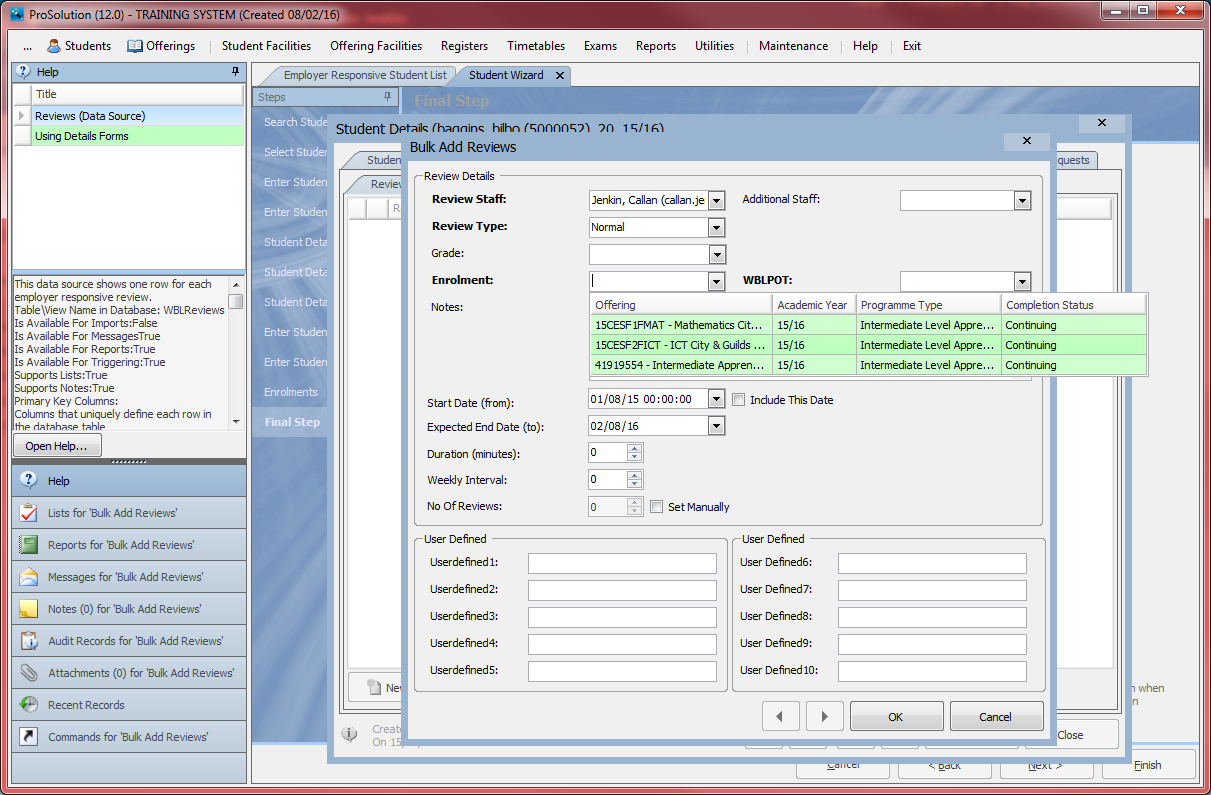 ProSolution (12.0) - TRAINING SYSTEM (Created 08/02/16)
... Students Offerings Student Facilities Offering Facilities Registers Timetables Exams Reports Utilities Maintenance Help Exit
Help
Title
Reviews (Data Source)
Using Details Forms
This data source shows one row for each
employer responsive review.
Table\View Name in Database: WBLReviews
Is Available For Imports:False
Is Available For MessagesTrue
Is Available For Reports:True
Is Available For Triggering:True
Supports Lists:True
Supports Notes:True
Primary Key Columns:
Columns that uniquely define each row in
the database table
Open Help...
Help
Lists for 'Bulk Add Reviews'
Reports for 'Bulk Add Reviews'
Messages for 'Bulk Add Reviews'
Notes (0) for 'Bulk Add Reviews'
Audit Records for 'Bulk Add Reviews'
Attachments (0) for 'Bulk Add Reviews'
Recent Records
Commands for 'Bulk Add Reviews'
Employer Responsive Student List
Student Wizard
Steps
Final Step
Search Stude
Select Studen
Enter Studen
Enter Studen
Student Deta
Student Deta
Student Deta
Enter Studen
Enter Studen
Enrolments
Final Step
Student Details (baggins, bilbo (5000052), 20, 15/16)
Studen
quests
Review
R
New
Create
On 15
n when
n
Close
Cancel
< Back
Next >
Finish
Bulk Add Reviews
Review Details
Review Staff: Jenkin, Callan (callan.je
Additional Staff:
Review Type: Normal
Grade:
Enrolment:
WBLPOT:
Notes:
Offering Academic Year Programme Type Completion Status
15CESF1FMAT - Mathematics Cit... 15/16 Intermediate Level Appre... Continuing
15CESF2FICT - ICT City & Guilds ... 15/16 Intermediate Level Appre... Continuing
41919554 - Intermediate Appren... 15/16 Intermediate Level Appre... Continuing
Start Date (from): 01/08/15 00:00:00 Include This Date
Expected End Date (to): 02/08/16
Duration (minutes): 0
Weekly Interval: 0
No Of Reviews: 0 Set Manually
User Defined
Userdefined1:
Userdefined2:
Userdefined3:
Userdefined4:
Userdefined5:
User Defined
User Defined6:
User Defined7:
User Defined8:
User Defined9:
User Defined10:
OK
Cancel